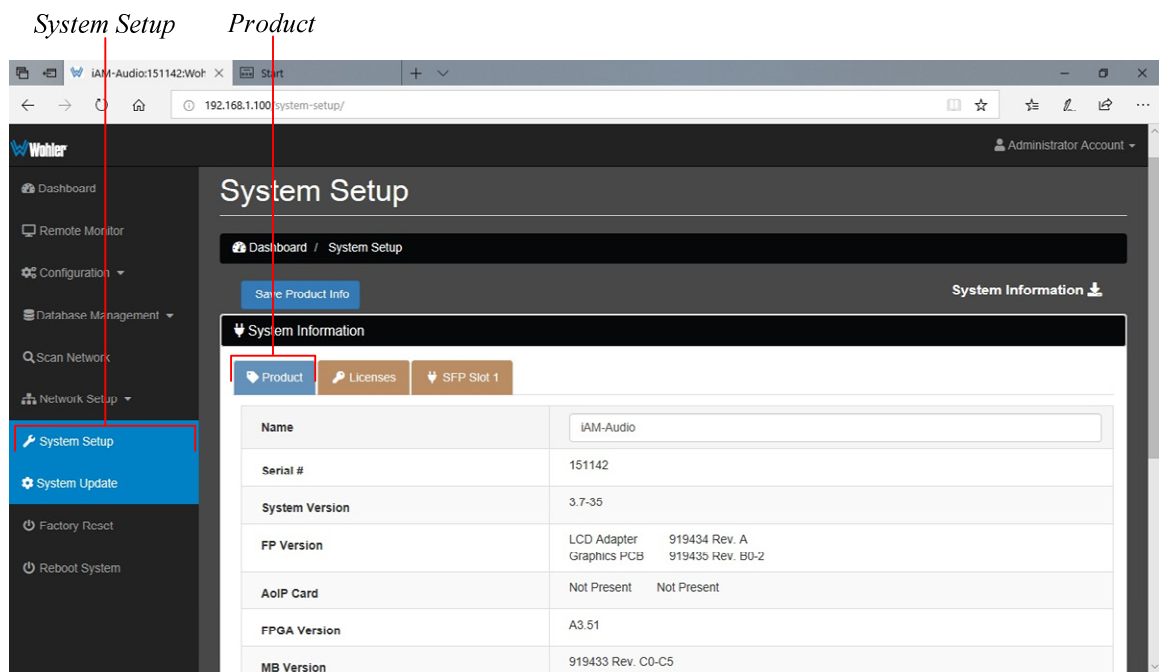 System Setup Product
iAM-Audio:151142:Woh Start
192.168.1.100/system-setup/
Wohler Administrator Account
Dashboard
Remote Monitor
Configuration
Database Management
Scan Network
Network Setup
System Setup
System Update
Factory Reset
Reboot System
System Setup
Dashboard / System Setup
Save Product Info System Information
System Information
Product Licenses SFP Slot 1
Name iAM-Audio
Serial # 151142
System Version 3.7-35
FP Version LCD Adapter 919434 Rev. A
Graphics PCB 919435 Rev. B0-2
AoIP Card Not Present Not Present
FPGA Version A3.51
MB Version 919433 Rev. C0-C5